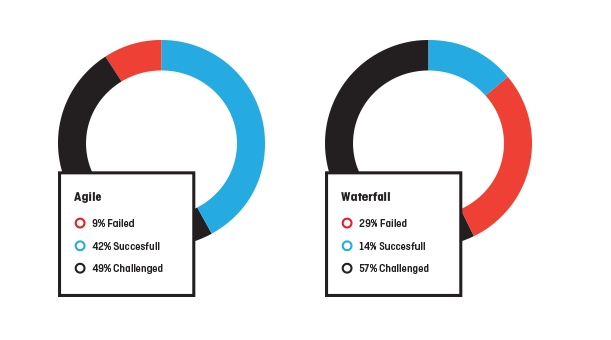 Agile
9% Failed
42% Succesfull
49% Challenged
Waterfall
29% Failed
14% Succesfull
57% Challenged